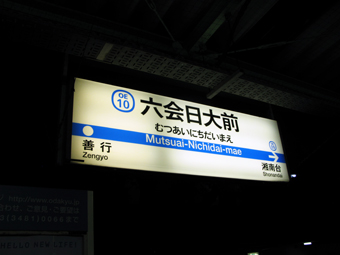 OE
10
六会日大前
むつあいにちだいまえ
Mutsuai-Nichidai-mae
善行
Zengyo
湘南台
Shonandai